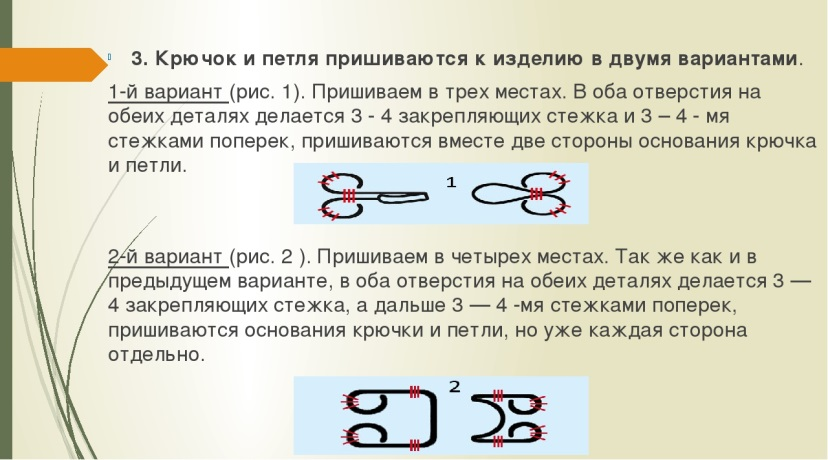 3. Крючок и петля пришиваются к изделию в двумя вариантами.
1-й вариант (рис. 1). Пришиваем в трех местах. В оба отверстия на
обеих деталях делается 3 - 4 закрепляющих стежка и 3 – 4 - мя
стежками поперек, пришиваются вместе две стороны основания крючка
и петли.
1
2-й вариант (рис. 2 ). Пришиваем в четырех местах. Так же как и в
предыдущем варианте, в оба отверстия на обеих деталях делается 3 —
4 закрепляющих стежка, а дальше 3 — 4 -мя стежками поперек,
пришиваются основания крючки и петли, но уже каждая сторона
отдельно.
2